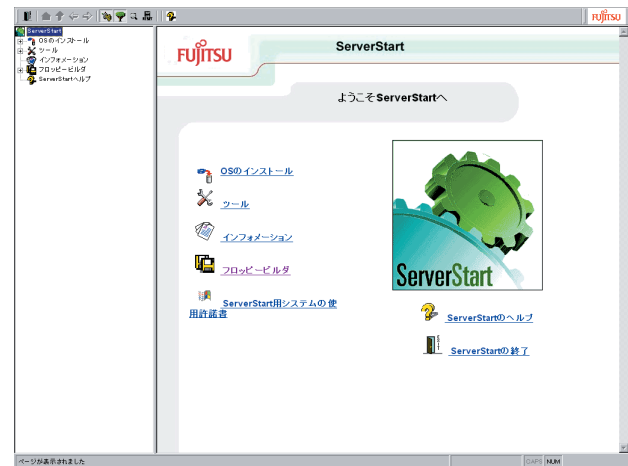 FUJITSU
ServerStart
OSのインストール
ツール
インフォメーション
フロッピービルダ
ServerStartヘルプ
FUJITSU
ServerStart
ようこそServerStartへ
OSのインストール
ツール
インフォメーション
フロッピービルダ
ServerStart用システムの使
用許諾書
ServerStart
ServerStartのヘルプ
ServerStartの終了
ページが表示されました
CAPS NUM